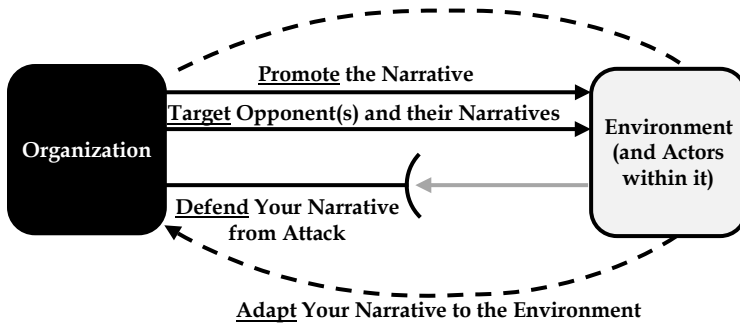 Promote the Narrative
Target Opponent(s) and their Narratives
Organization
Environment
(and Actors
within it)
Defend Your Narrative
from Attack
Adapt Your Narrative to the Environment